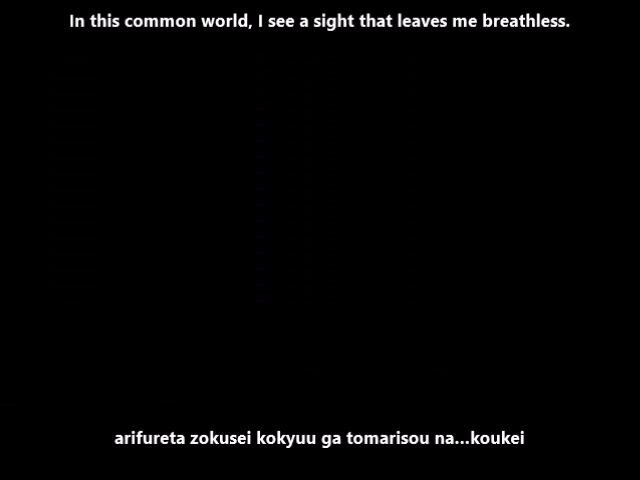 In this common world, I see a sight that leaves me breathless.
arifureta zokusei kokyuu ga tomarisou na...koukei